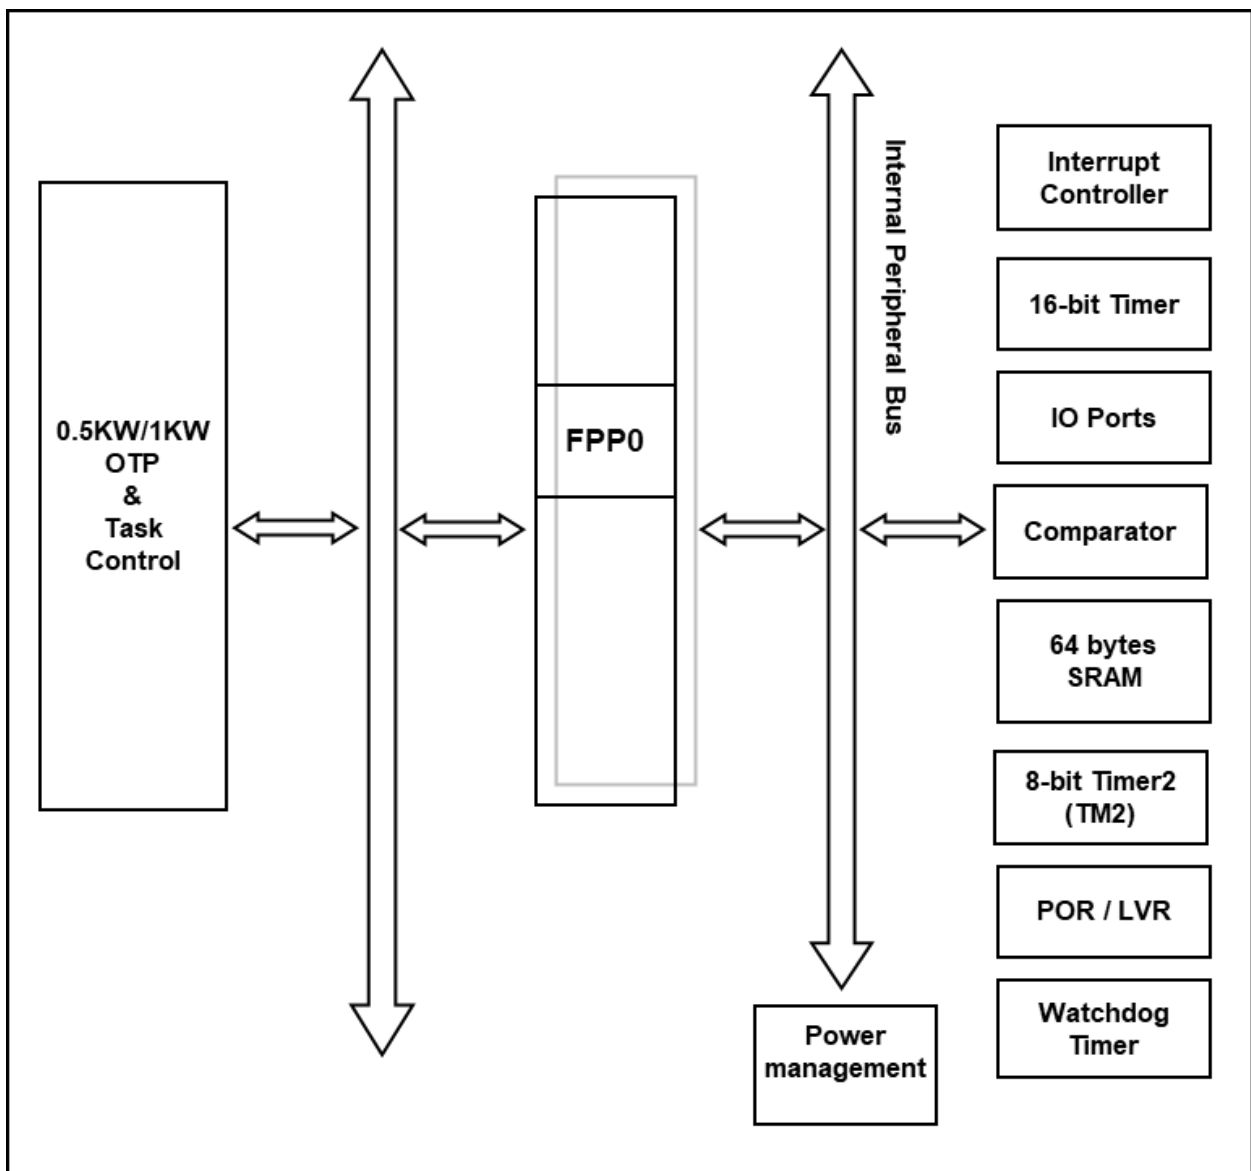 0.5KW/1KW
OTP
&
Task
Control
FPP0
Internal Peripheral Bus
Interrupt
Controller
16-bit Timer
IO Ports
Comparator
64 bytes
SRAM
8-bit Timer2
(TM2)
POR / LVR
Watchdog
Timer
Power
management